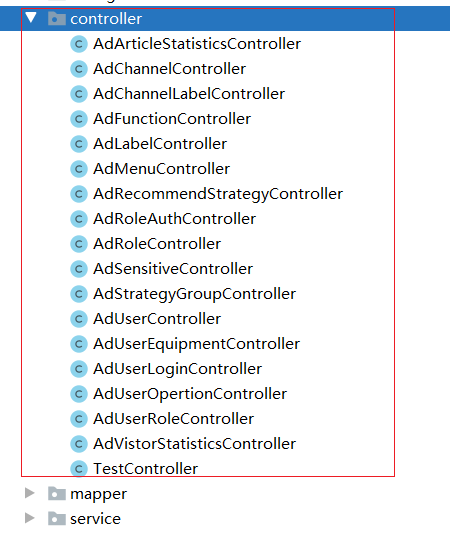 controller
AdArticleStatisticsController
AdChannelController
AdChannelLabelController
AdFunctionController
AdLabelController
AdMenuController
AdRecommendStrategyController
AdRoleAuthController
AdRoleController
AdSensitiveController
AdStrategyGroupController
AdUserController
AdUserEquipmentController
AdUserLoginController
AdUserOpertionController
AdUserRoleController
AdVistorStatisticsController
TestController
mapper
service